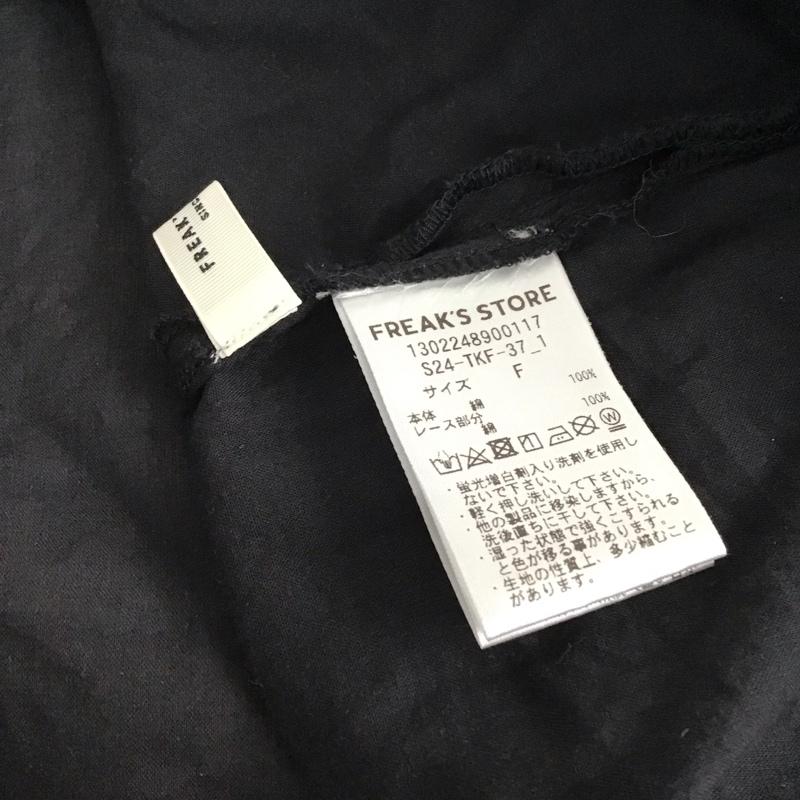 FREAK'
SINC
FREAK'S STORE
1302248900117
S24-TKF-37_1
サイズ F
本体 綿 100%
レース部分
綿 100%
・蛍光増白剤入り洗剤を使用し
ないで下さい。
・軽く押し洗いして下さい。
・他の製品に移染しますから、
洗後直ちに干して下さい。
・湿った状態で強くこすられる
と色が移る事があります。
・生地の性質上、多少縮むこと
があります。